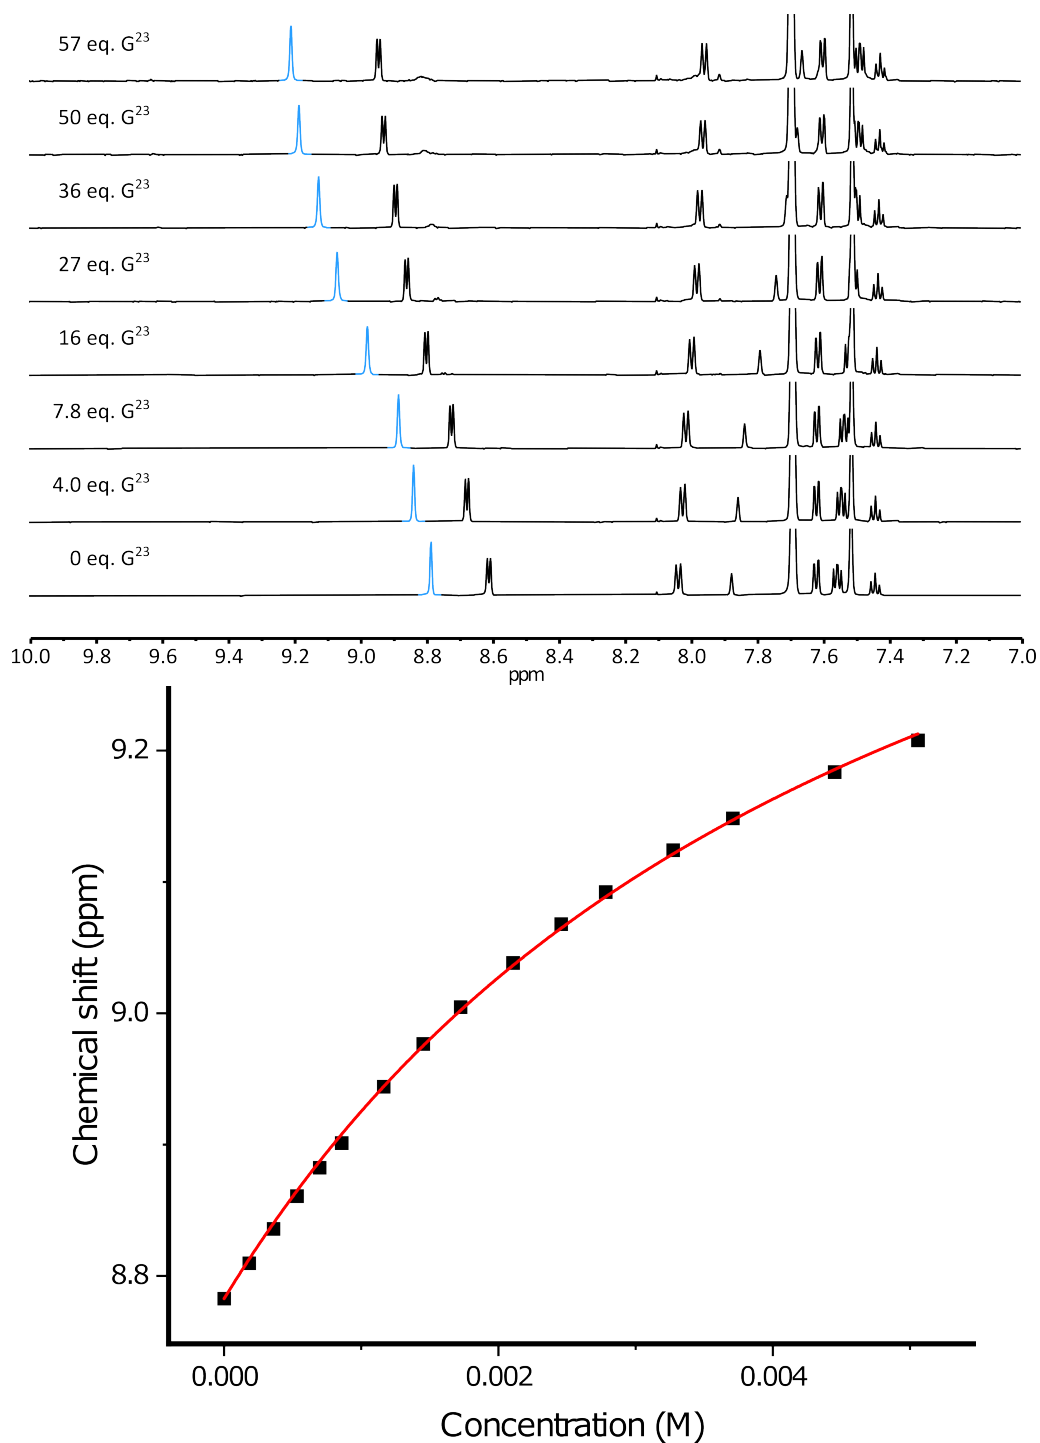 57 eq. G23
50 eq. G23
36 eq. G23
27 eq. G23
16 eq. G23
7.8 eq. G23
4.0 eq. G23
0 eq. G23
10.0 9.8 9.6 9.4 9.2 9.0 8.8 8.6 8.4 8.2 8.0 7.8 7.6 7.4 7.2 7.0
ppm
9.2
9.0
8.8
Chemical shift (ppm)
0.000 0.002 0.004
Concentration (M)